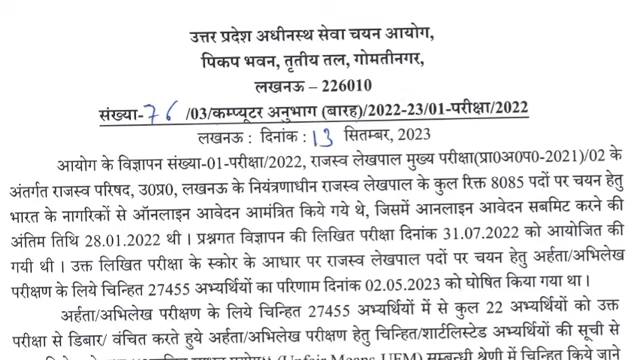 उत्तर प्रदेश अधीनस्थ सेवा चयन आयोग,
पिकप भवन, तृतीय तल, गोमतीनगर,
लखनऊ – 226010
संख्या-76 /03/कम्प्यूटर अनुभाग (बारह)/2022-23/01-परीक्षा/2022
लखनऊ : दिनांक : 13 सितम्बर, 2023
आयोग के विज्ञापन संख्या-01-परीक्षा/2022, राजस्व लेखपाल मुख्य परीक्षा(प्रा0अ0प0-2021)/02 के
अंतर्गत राजस्व परिषद, उ0प्र0, लखनऊ के नियंत्रणाधीन राजस्व लेखपाल के कुल रिक्त 8085 पदों पर चयन हेतु
भारत के नागरिकों से ऑनलाइन आवेदन आमंत्रित किये गये थे, जिसमें आनलाइन आवेदन सबमिट करने की
अंतिम तिथि 28.01.2022 थी । प्रश्नगत विज्ञापन की लिखित परीक्षा दिनांक 31.07.2022 को आयोजित की
गयी थी । उक्त लिखित परीक्षा के स्कोर के आधार पर राजस्व लेखपाल पदों पर चयन हेतु अर्हता/अभिलेख
परीक्षण के लिये चिन्हित 27455 अभ्यर्थियों का परिणाम दिनांक 02.05.2023 को घोषित किया गया था ।
अर्हता/अभिलेख परीक्षण के लिये चिन्हित 27455 अभ्यर्थियों में से कुल 22 अभ्यर्थियों को उक्त
परीक्षा से डिबार/ वंचित करते हुये अर्हता/अभिलेख परीक्षण हेतु चिन्हित/शार्टलिस्टेड अभ्यर्थियों की सूची से
(Unfair Means-UFM) सम्बन्धी श्रेणी में चिन्हित किये जाने